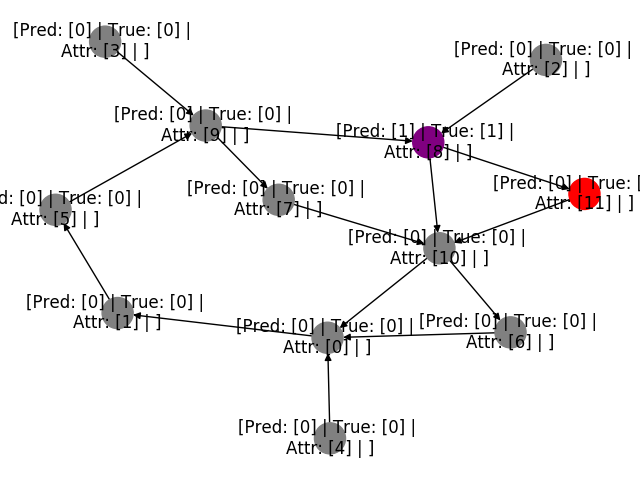 [Pred: [0] | True: [0] |
Attr: [3] | ]
[Pred: [0] | True: [0] |
Attr: [2] | ]
[Pred: [0] | True: [0] |
Attr: [9] | ]
[Pred: [1] | True: [1] |
Attr: [8] | ]
[Pred: [0] | True: [0] |
Attr: [7] | ]
[Pred: [0] | True: [
Attr: [11] | ]
d: [0] | True: [0] |
Attr: [5] | ]
[Pred: [0] | True: [0] |
Attr: [10] | ]
[Pred: [0] | True: [0] |
Attr: [1] | ]
[Pred: [0] | True: [0] |
Attr: [0] | ]
[Pred: [0] | True: [0] |
Attr: [6] | ]
[Pred: [0] | True: [0] |
Attr: [4] | ]